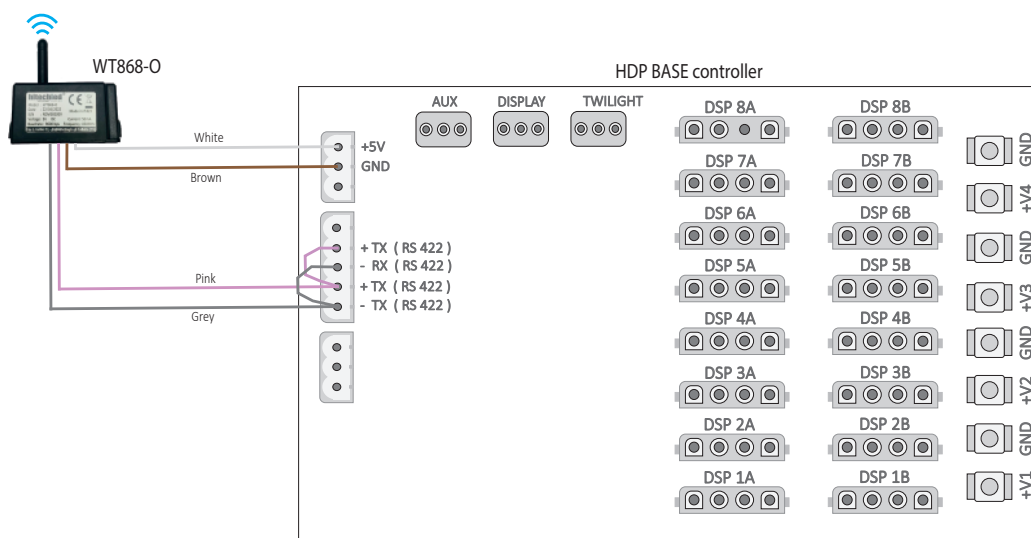 WT868-O
HDP BASE controller
AUX
DISPLAY
TWILIGHT
DSP 8A
DSP 8B
White
+5V
GND
Brown
DSP 7A
DSP 7B
DSP 6A
DSP 6B
+ TX ( RS 422 )
- RX ( RS 422 )
+ TX ( RS 422 )
- TX ( RS 422 )
Pink
Grey
DSP 5A
DSP 5B
DSP 4A
DSP 4B
DSP 3A
DSP 3B
DSP 2A
DSP 2B
DSP 1A
DSP 1B
GND
+V4
GND
+V3
GND
+V2
GND
+V1